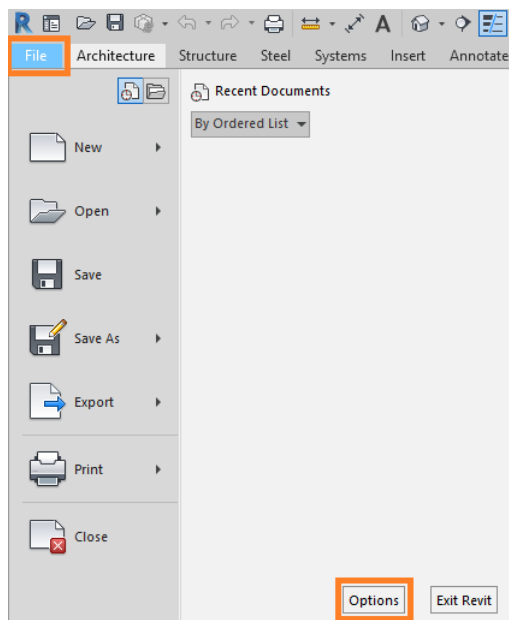 R A
File Architecture Structure Steel Systems Insert Annotate
Recent Documents
By Ordered List
New
Open
Save
Save As
Export
Print
Close
Options Exit Revit